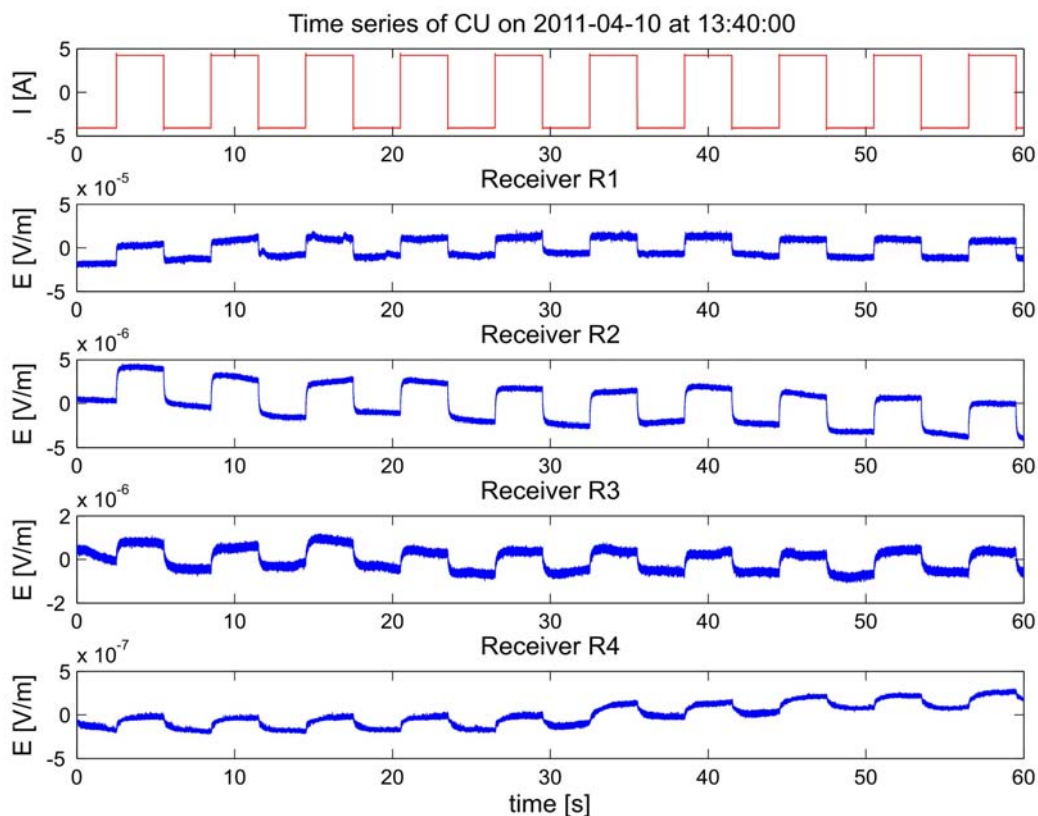 Time series of CU on 2011-04-10 at 13:40:00
I [A]
5
0
-5
0 10 20 30 40 50 60
x 10^-5
Receiver R1
E [V/m]
5
0
-5
0 10 20 30 40 50 60
x 10^-6
Receiver R2
E [V/m]
5
0
-5
0 10 20 30 40 50 60
x 10^-6
Receiver R3
E [V/m]
2
0
-2
0 10 20 30 40 50 60
x 10^-7
Receiver R4
E [V/m]
5
0
-5
0 10 20 30 40 50 60
time [s]